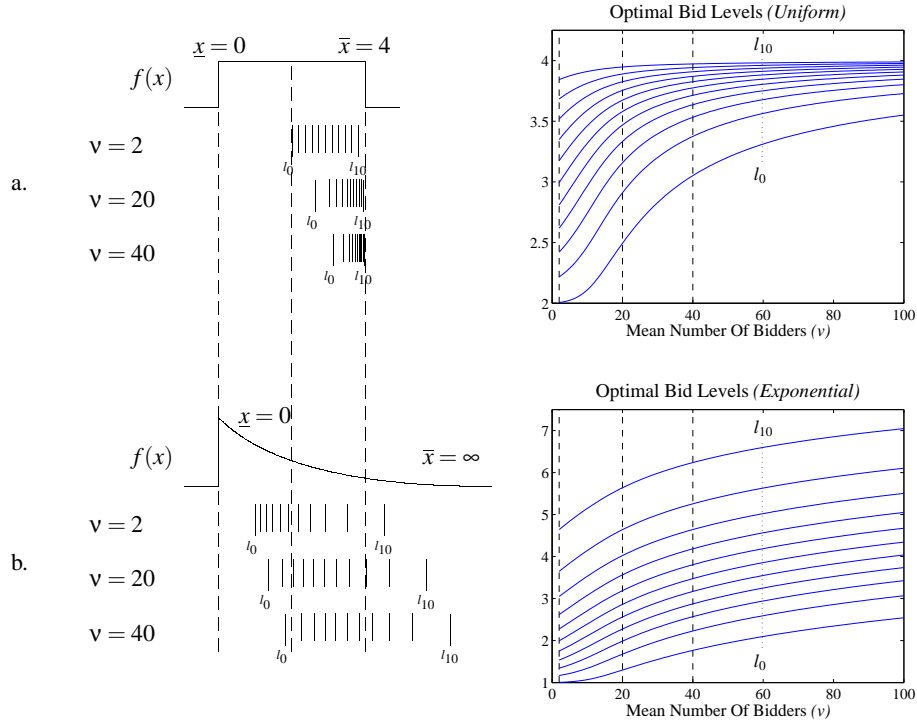 a.
x = 0
x̅ = 4
f(x)
ν = 2
l0
l10
ν = 20
l0
l10
ν = 40
l0
l10
Optimal Bid Levels (Uniform)
4
3.5
3
2.5
2
l10
l0
0 20 40 60 80 100
Mean Number Of Bidders (v)
b.
x = 0
f(x)
x̅ = ∞
ν = 2
l0
l10
ν = 20
l0
l10
ν = 40
l0
l10
Optimal Bid Levels (Exponential)
7
6
5
4
3
2
1
l10
l0
0 20 40 60 80 100
Mean Number Of Bidders (v)